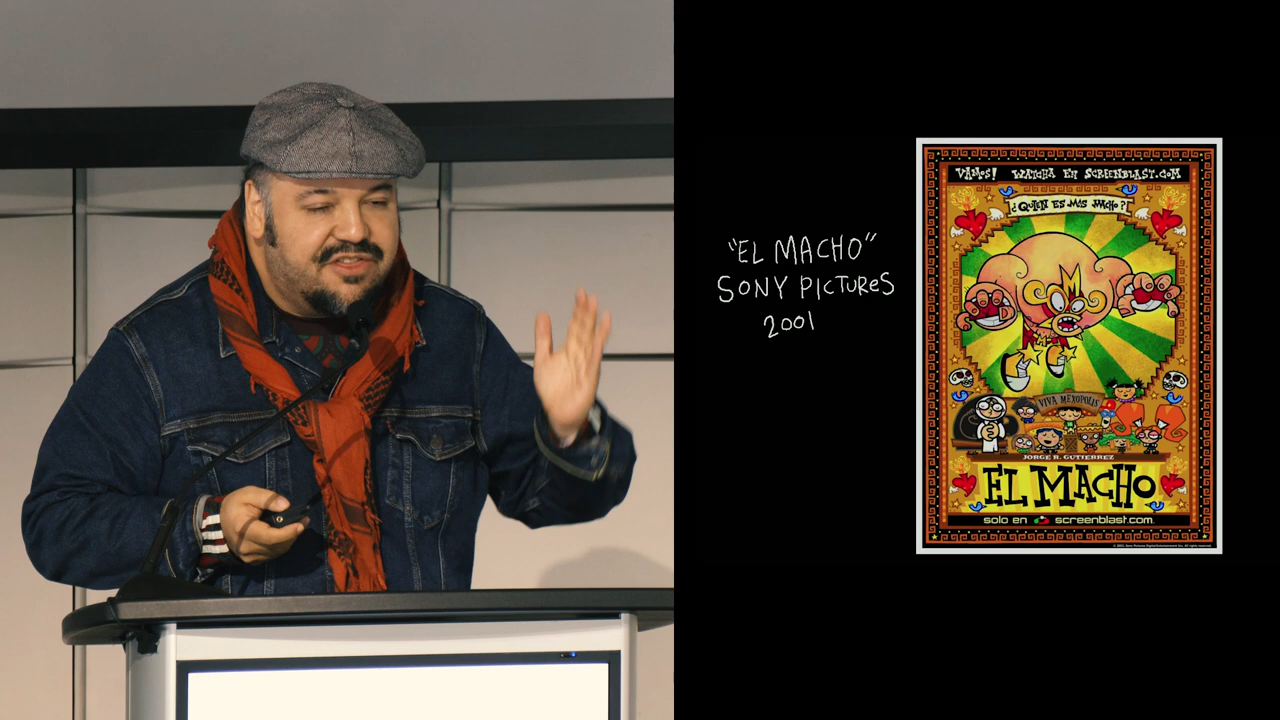 "EL MACHO"
SONY PICTUReS
2001
VAMOS! WATCHA EN SCREENBLAST.COM
¿QUIEN ES MAS MACHO?
VIVA MEXOPOLIS
JORGE R. GUTIERREZ
EL MACHO
solo en screenblast.com